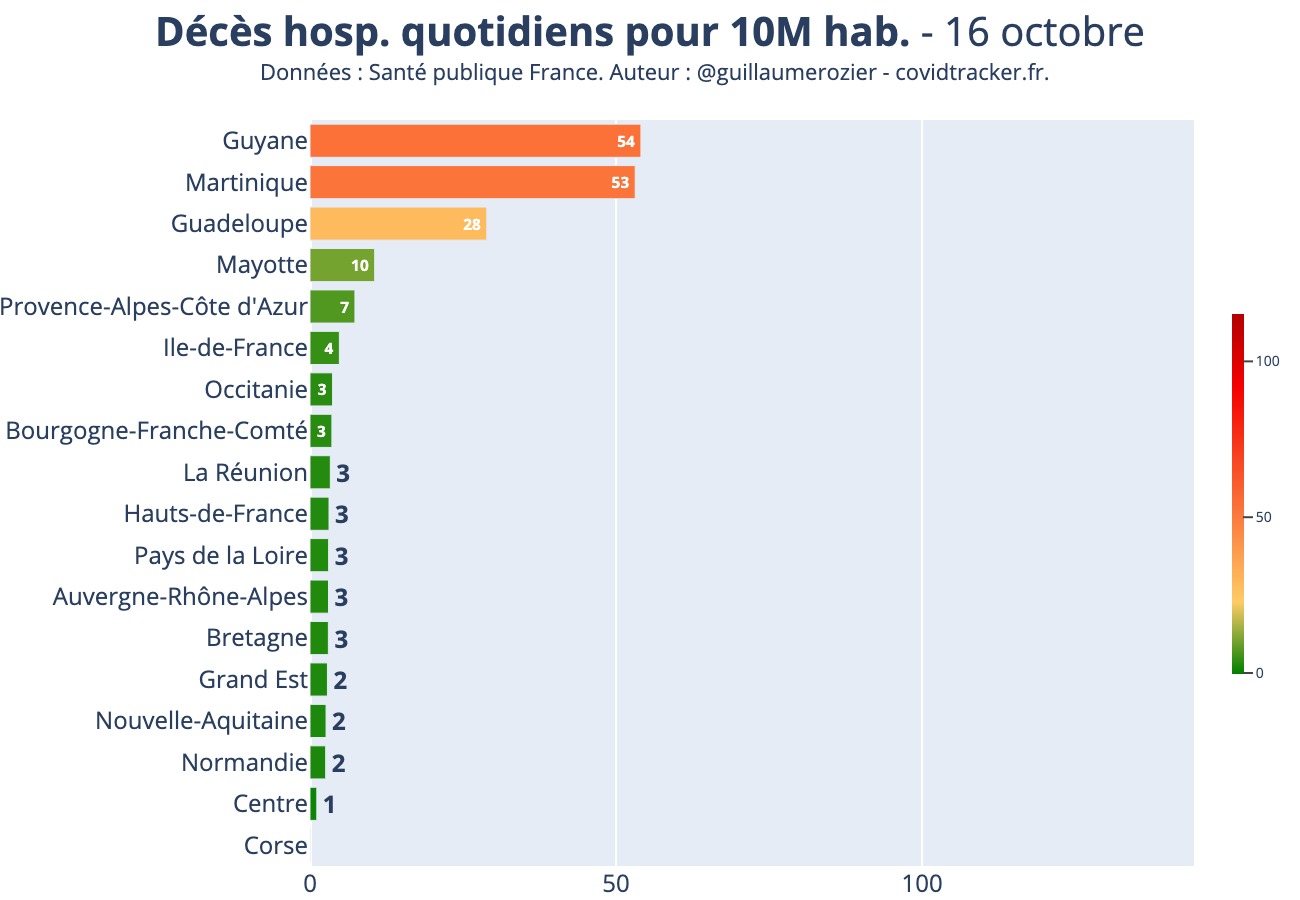 Décès hosp. quotidiens pour 10M hab. - 16 octobre
Données : Santé publique France. Auteur : @guillaumerozier - covidtracker.fr.
Guyane 54
Martinique 53
Guadeloupe 28
Mayotte 10
Provence-Alpes-Côte d'Azur 7
Ile-de-France 4
Occitanie 3
Bourgogne-Franche-Comté 3
La Réunion 3
Hauts-de-France 3
Pays de la Loire 3
Auvergne-Rhône-Alpes 3
Bretagne 3
Grand Est 2
Nouvelle-Aquitaine 2
Normandie 2
Centre 1
Corse
0 50 100
100
50
0